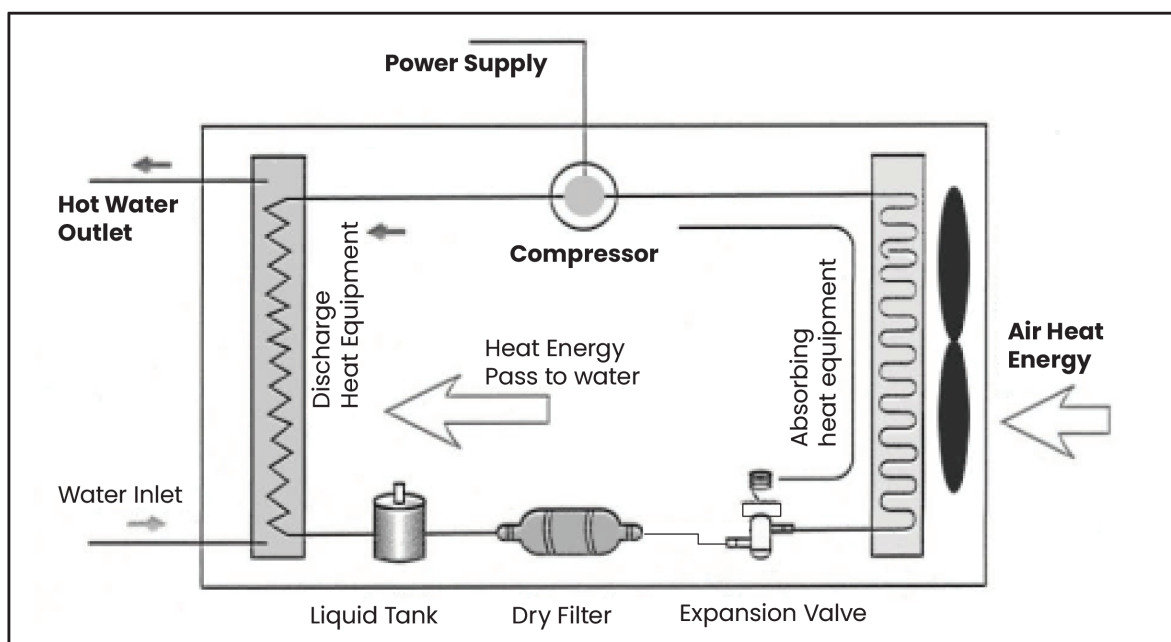 Power Supply
Hot Water
Outlet
Compressor
Discharge
Heat Equipment
Heat Energy
Pass to water
Absorbing
heat equipment
Air Heat
Energy
Water Inlet
Liquid Tank
Dry Filter
Expansion Valve